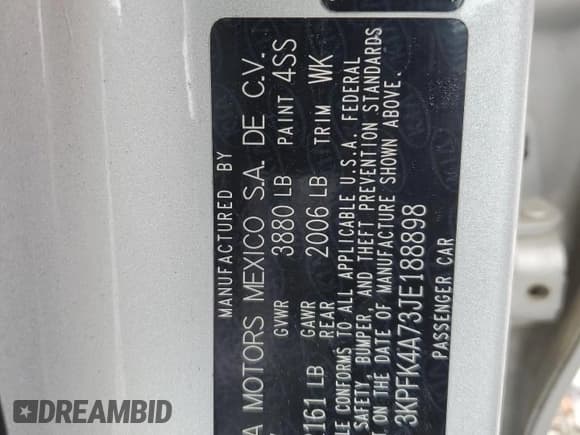 MANUFACTURED BY
MOTORS MEXICO S.A. DE C.V.
GVWR 3880 LB PAINT 4SS
161 LB GAWR REAR 2006 LB TRIM WK
CONFORMS TO ALL APPLICABLE U.S.A. FEDERAL
SAFETY, BUMPER, AND THEFT PREVENTION STANDARDS
ON THE DATE OF MANUFACTURE SHOWN ABOVE.
3KPFK4A73JE188898
PASSENGER CAR
DREAMBID